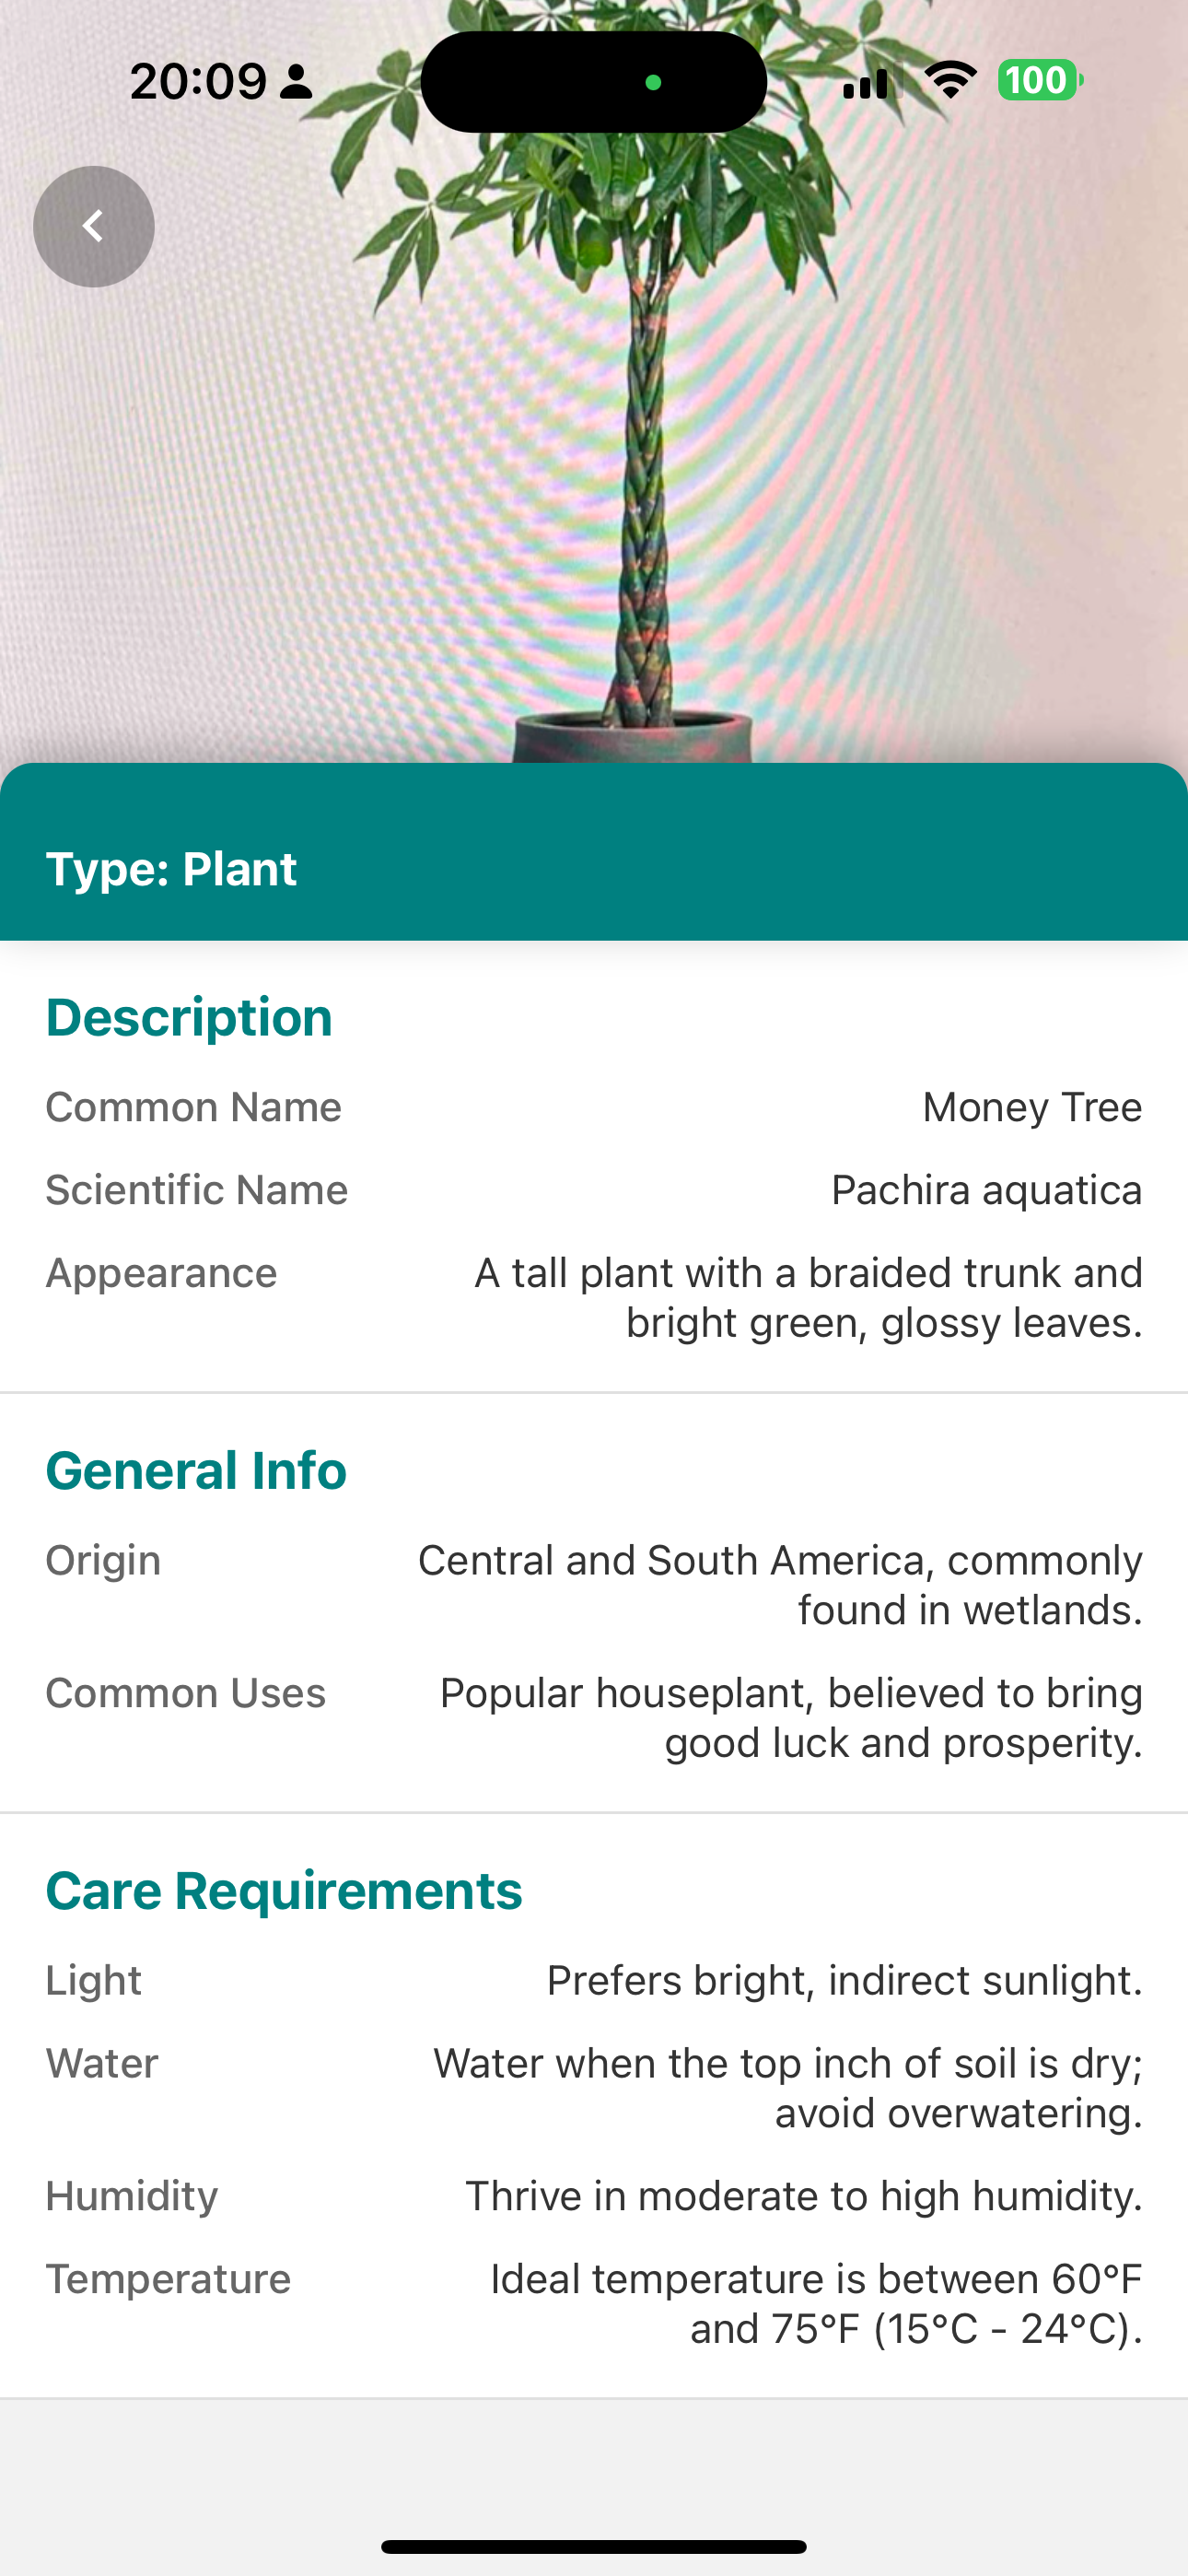 20:09
100
Type: Plant
Description
Common Name Money Tree
Scientific Name Pachira aquatica
Appearance A tall plant with a braided trunk and
bright green, glossy leaves.
General Info
Origin Central and South America, commonly
found in wetlands.
Common Uses Popular houseplant, believed to bring
good luck and prosperity.
Care Requirements
Light Prefers bright, indirect sunlight.
Water Water when the top inch of soil is dry;
avoid overwatering.
Humidity Thrive in moderate to high humidity.
Temperature Ideal temperature is between 60°F
and 75°F (15°C - 24°C).